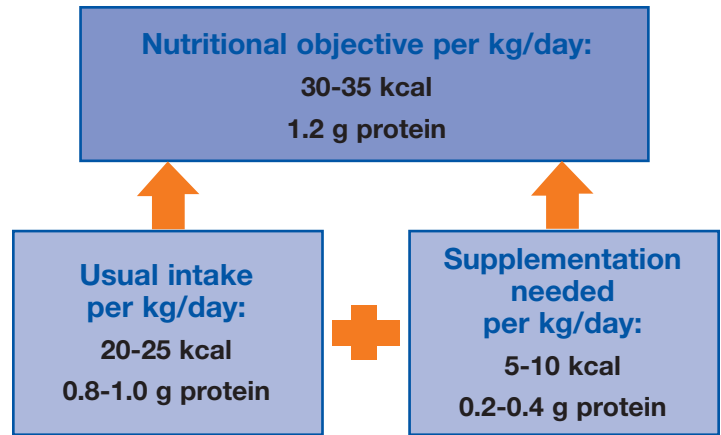 Nutritional objective per kg/day:
30-35 kcal
1.2 g protein
Usual intake
per kg/day:
20-25 kcal
0.8-1.0 g protein
Supplementation
needed
per kg/day:
5-10 kcal
0.2-0.4 g protein